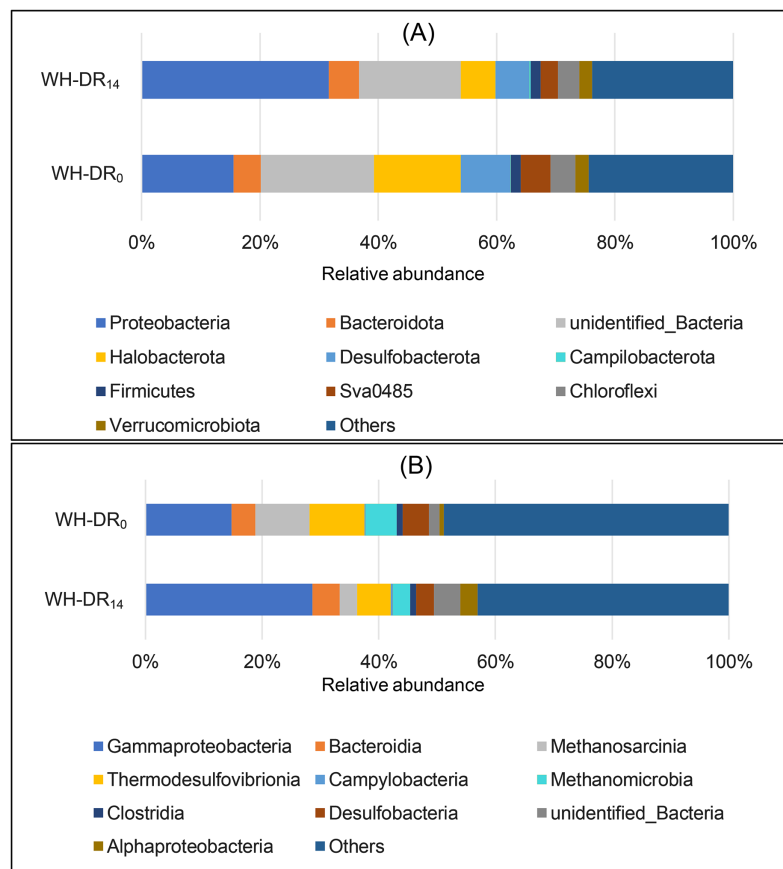 (A)
WH-DR₁₄
WH-DR₀
0% 20% 40% 60% 80% 100%
Relative abundance
Proteobacteria Bacteroidota unidentified_Bacteria
Halobacterota Desulfobacterota Campilobacterota
Firmicutes Sva0485 Chloroflexi
Verrucomicrobiota Others
(B)
WH-DR₀
WH-DR₁₄
0% 20% 40% 60% 80% 100%
Relative abundance
Gammaproteobacteria Bacteroidia Methanosarcinia
Thermodesulfovibrionia Campylobacteria Methanomicrobia
Clostridia Desulfobacteria unidentified_Bacteria
Alphaproteobacteria Others